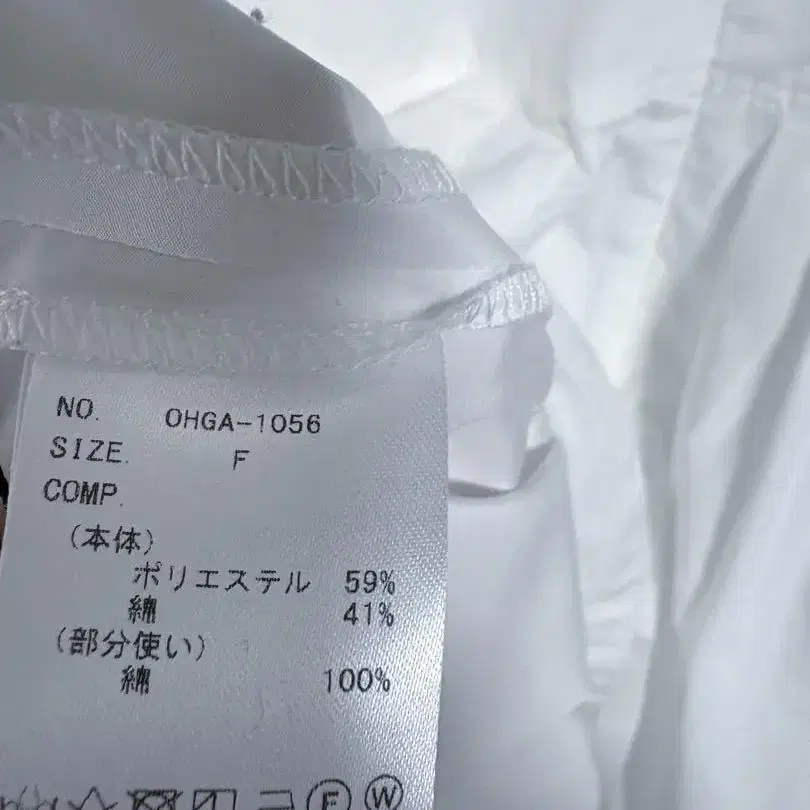 NO. OHGA-1056
SIZE. F
COMP.
(本体)
ポリエステル 59%
綿 41%
(部分使い)
綿 100%
F W